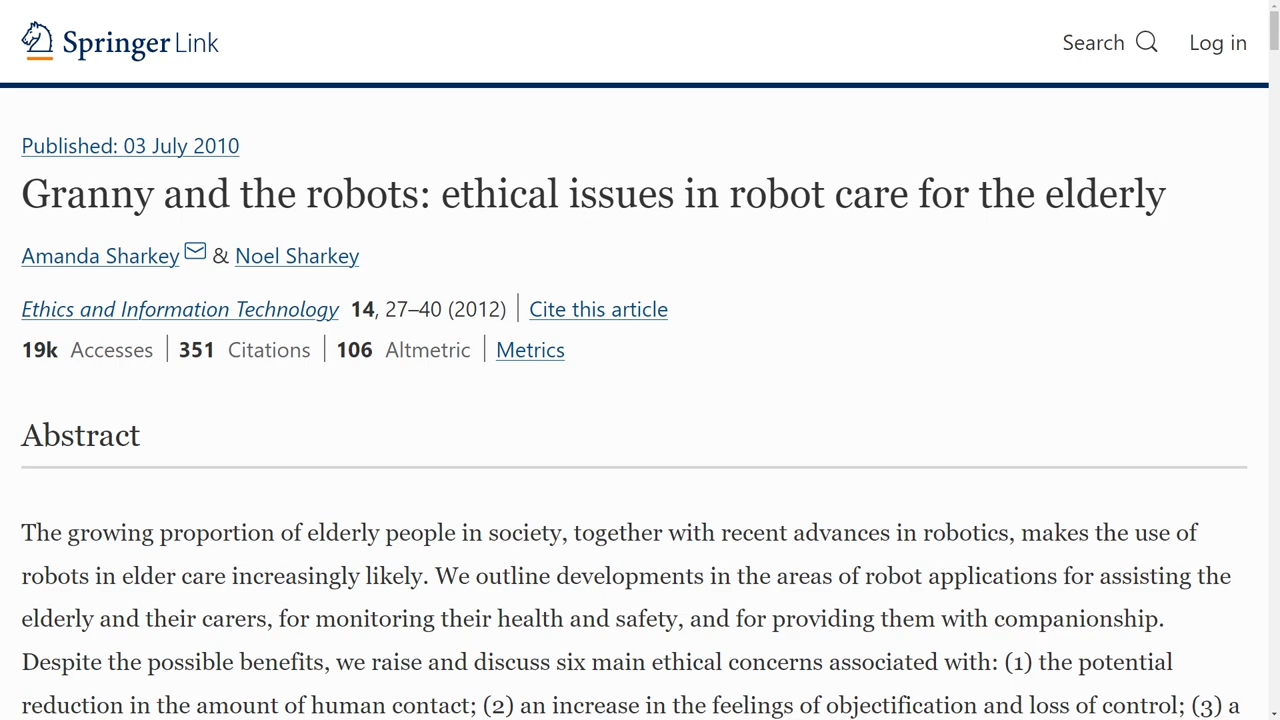 Springer Link
Search
Log in
Published: 03 July 2010
Granny and the robots: ethical issues in robot care for the elderly
Amanda Sharkey & Noel Sharkey
Ethics and Information Technology 14, 27–40 (2012) Cite this article
19k Accesses 351 Citations 106 Altmetric Metrics
Abstract
The growing proportion of elderly people in society, together with recent advances in robotics, makes the use of
robots in elder care increasingly likely. We outline developments in the areas of robot applications for assisting the
elderly and their carers, for monitoring their health and safety, and for providing them with companionship.
Despite the possible benefits, we raise and discuss six main ethical concerns associated with: (1) the potential
reduction in the amount of human contact; (2) an increase in the feelings of objectification and loss of control; (3) a